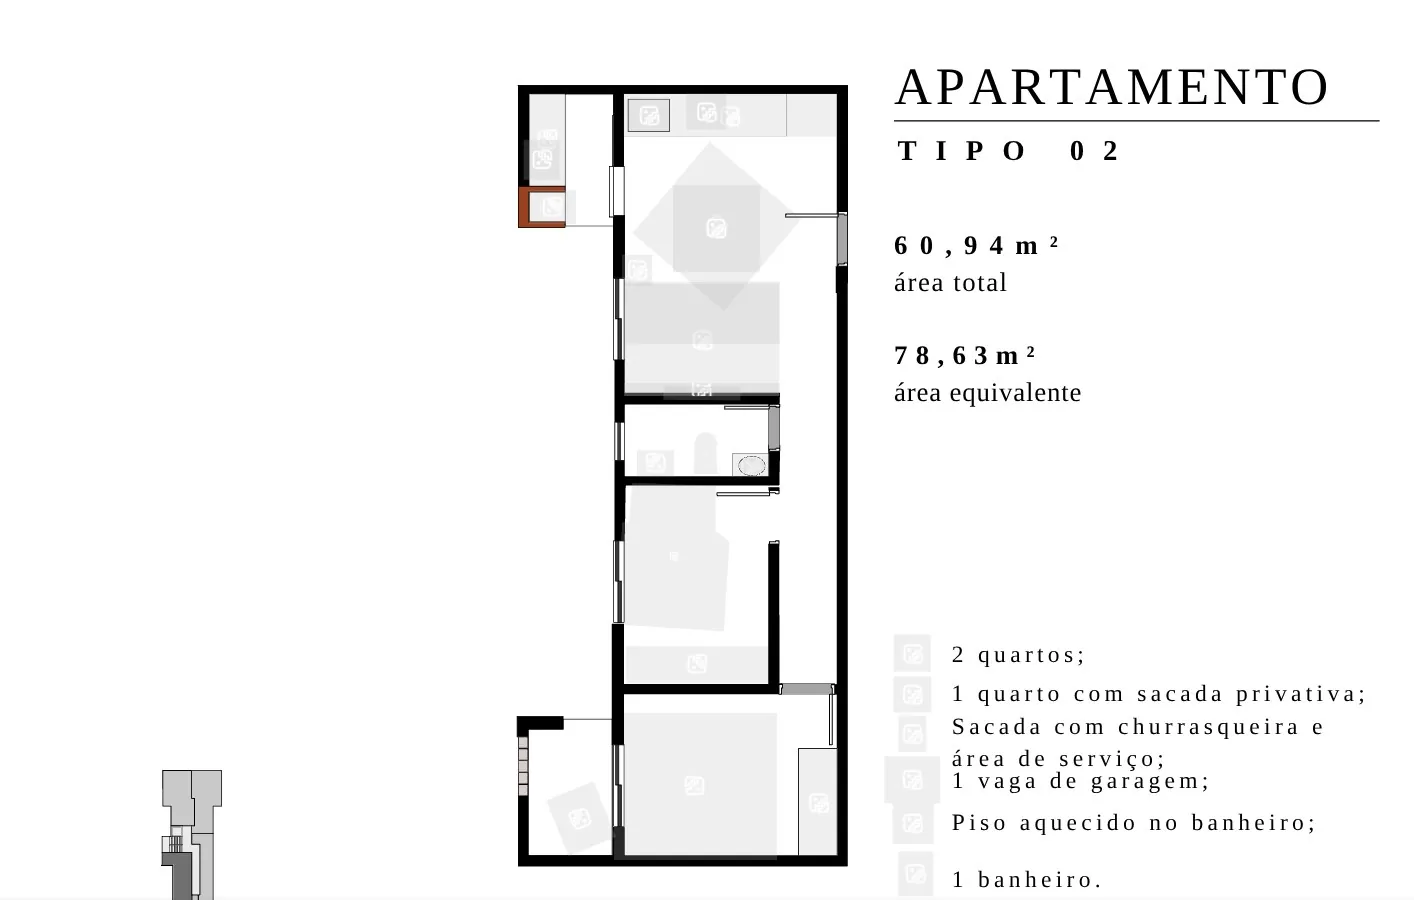 APARTAMENTO
TIPO 02
60,94m²
área total
78,63m²
área equivalente
2 quartos;
1 quarto com sacada privativa;
Sacada com churrasqueira e
área de serviço;
1 vaga de garagem;
Piso aquecido no banheiro;
1 banheiro.